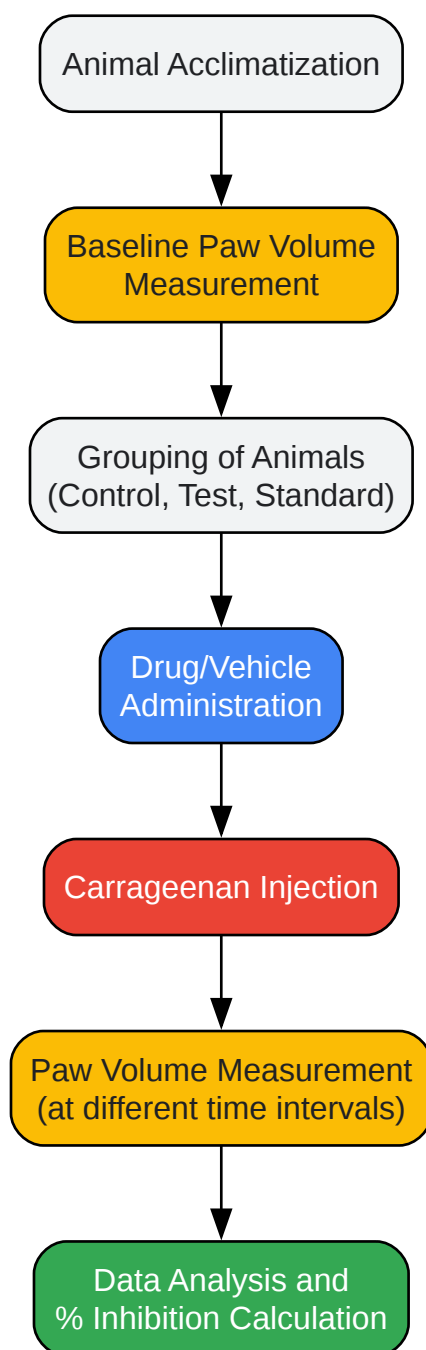 Animal Acclimatization
Baseline Paw Volume
Measurement
Grouping of Animals
(Control, Test, Standard)
Drug/Vehicle
Administration
Carrageenan Injection
Paw Volume Measurement
(at different time intervals)
Data Analysis and
% Inhibition Calculation